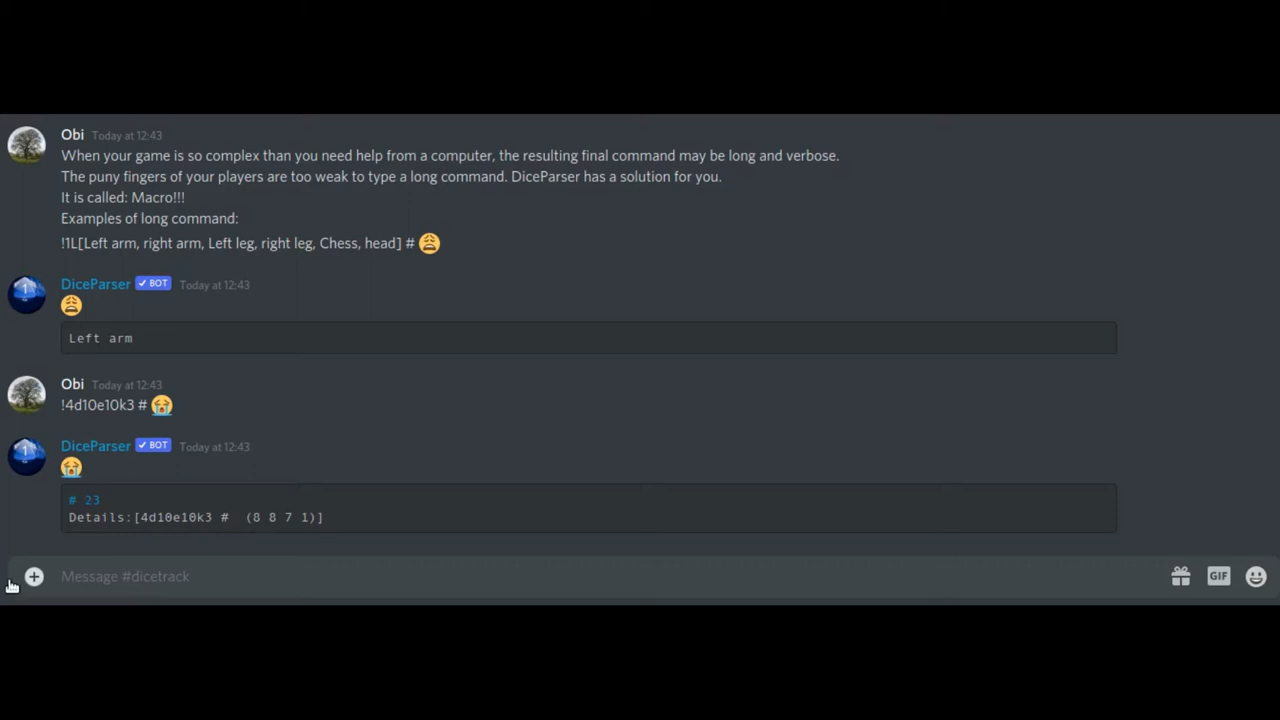 Obi Today at 12:43
When your game is so complex than you need help from a computer, the resulting final command may be long and verbose.
The puny fingers of your players are too weak to type a long command. DiceParser has a solution for you.
It is called: Macro!!!
Examples of long command:
!1L[Left arm, right arm, Left leg, right leg, Chess, head] # 😩
1
DiceParser ✓ BOT Today at 12:43
😩
Left arm
Obi Today at 12:43
!4d10e10k3 # 😭
1
DiceParser ✓ BOT Today at 12:43
😭
# 23
Details:[4d10e10k3 #  (8 8 7 1)]
Message #dicetrack
GIF